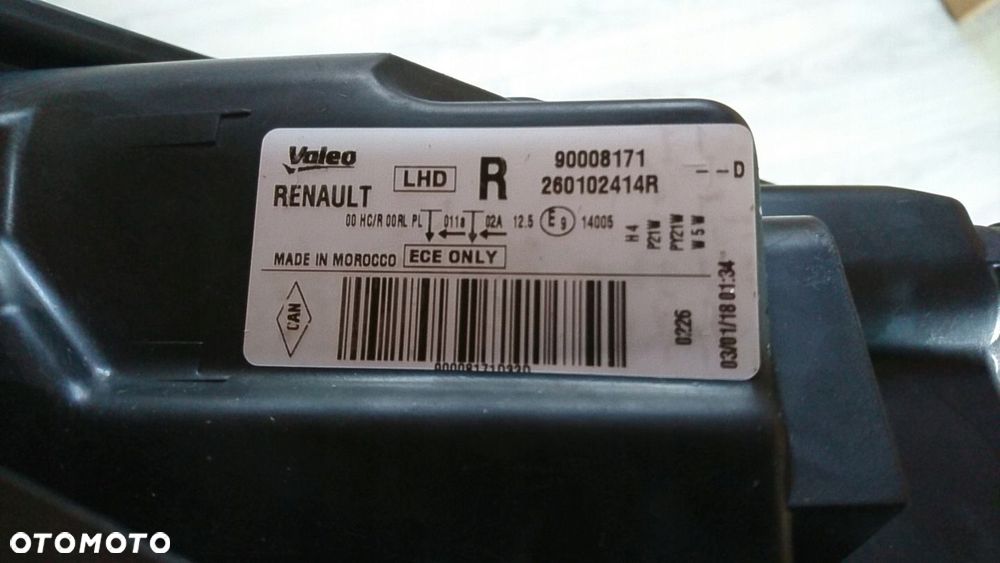 Valeo
RENAULT
LHD
R
90008171
260102414R
- - D
00 HC/R 00RL PL 011a 02A 12.5 E9 14005
MADE IN MOROCCO ECE ONLY
H4
P21W
PY21W
W5W
CAN
0226
03/01/18 01:34
OTOMOTO